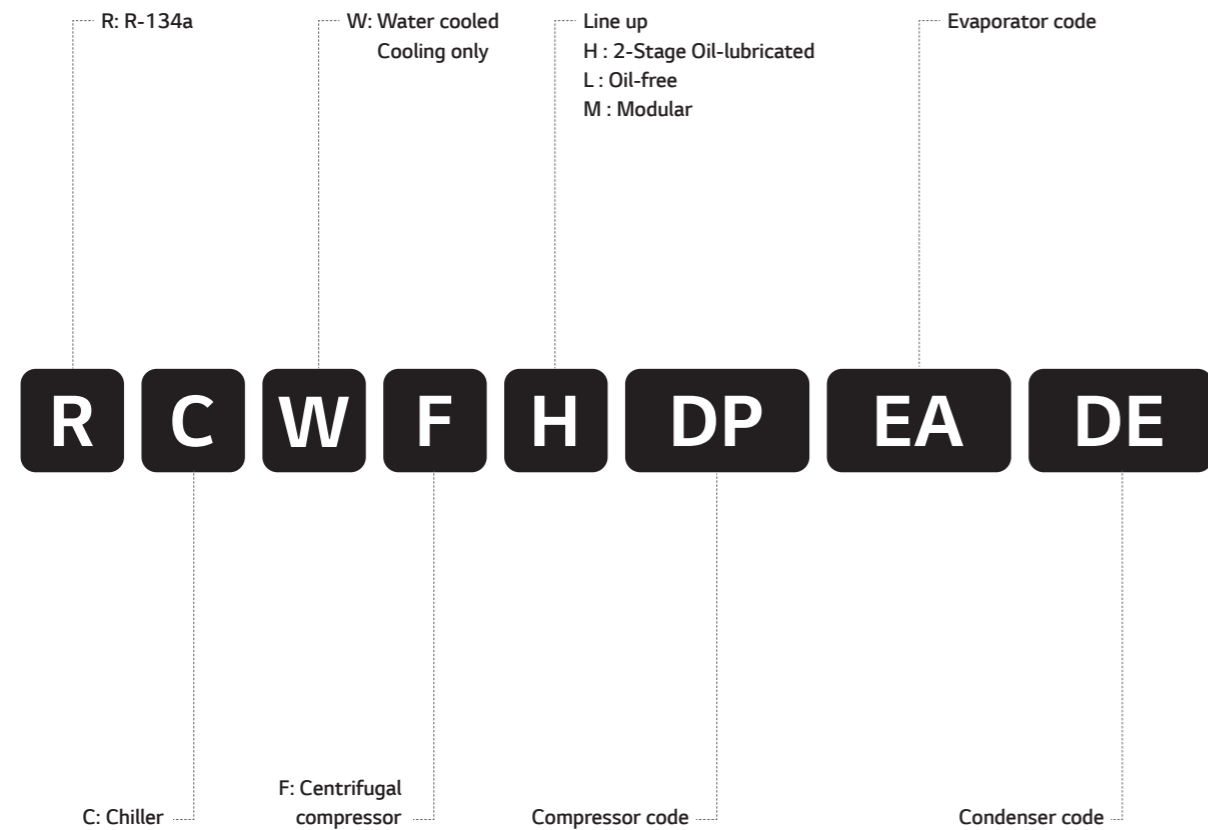 R: R-134a
W: Water cooled
Cooling only
Line up
H : 2-Stage Oil-lubricated
L : Oil-free
M : Modular
Evaporator code
R C W F H DP EA DE
C: Chiller
F: Centrifugal
compressor
Compressor code
Condenser code